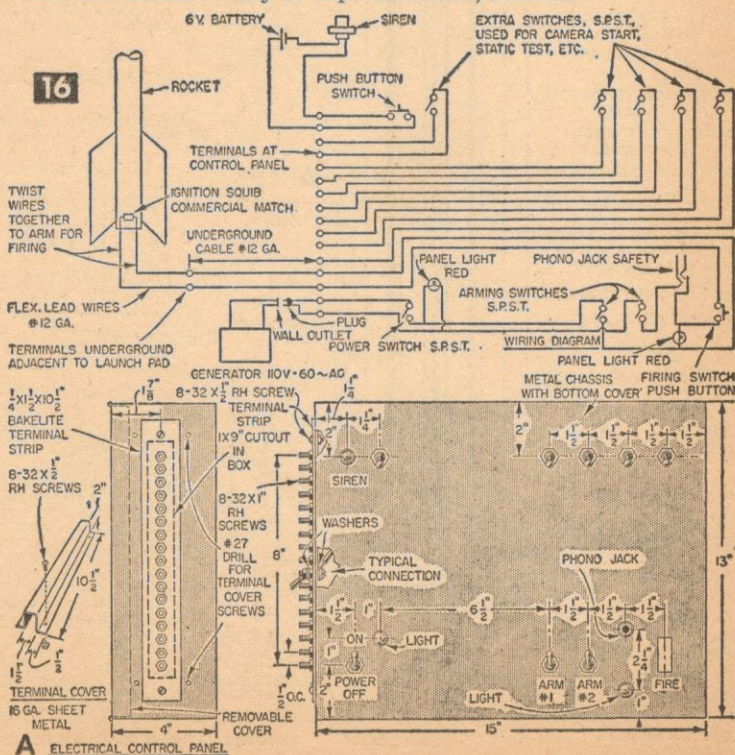 6 V. BATTERY
SIREN
EXTRA SWITCHES, S.P.S.T.,
USED FOR CAMERA START,
STATIC TEST, ETC.
16
ROCKET
PUSH BUTTON
SWITCH
TERMINALS AT
CONTROL PANEL
TWIST
WIRES
TOGETHER
TO ARM FOR
FIRING
IGNITION SQUIB
COMMERCIAL MATCH
UNDERGROUND
CABLE #12 GA.
PANEL LIGHT
RED
PHONO JACK SAFETY
ARMING SWITCHES
S.P.S.T.
FLEX. LEAD WIRES
#12 GA.
PLUG
WALL OUTLET
POWER SWITCH S.P.S.T.
WIRING DIAGRAM
TERMINALS UNDERGROUND
ADJACENT TO LAUNCH PAD
PANEL LIGHT RED
GENERATOR 110V-60~AC
METAL CHASSIS
WITH BOTTOM COVER
FIRING SWITCH
PUSH BUTTON
1/4 X 1 1/2 X 10 1/2"
BAKELITE
TERMINAL
STRIP
1 7/8"
8-32 X 1/2"
RH SCREW
TERMINAL
STRIP
1 1/4"
2"
1 1/4"
2"
1 1/2" 1 1/2" 1 1/2" 1 1/2"
1X9" CUTOUT
IN
BOX
8-32 X 1/2"
RH SCREWS
2"
10 1/2"
1 1/2"
1/2"
TERMINAL COVER
16 GA. SHEET
METAL
8-32X1"
RH
SCREWS
#27
DRILL
FOR
TERMINAL
COVER
SCREWS
REMOVABLE
COVER
4"
SIREN
8"
WASHERS
TYPICAL
CONNECTION
PHONO JACK
13"
1 1/2" 1" 6 1/2" 1 1/2" 1 1/2" 1 1/2"
ON
LIGHT
1"
POWER
OFF
2"
1/2" O.C.
ARM
#1
ARM
#2
2 1/4"
FIRE
LIGHT
1"
15"
A ELECTRICAL CONTROL PANEL